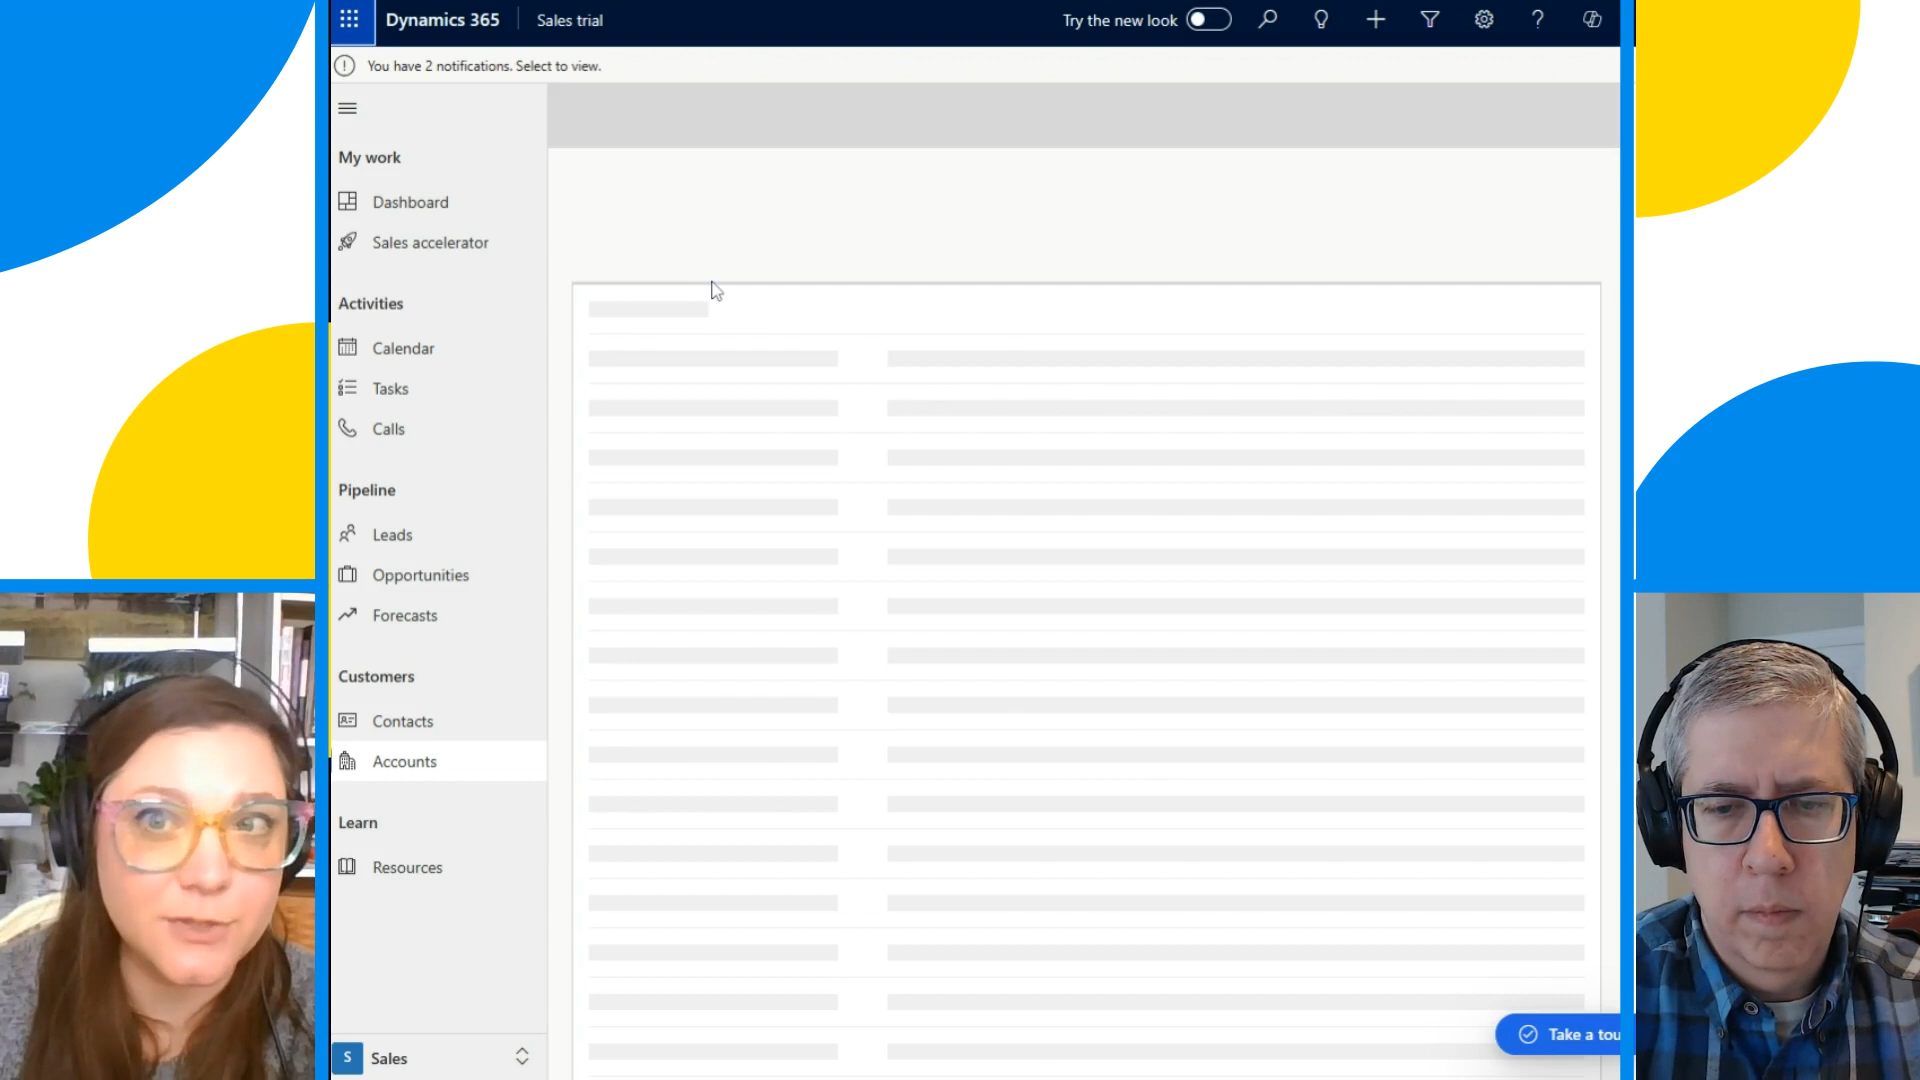 Dynamics 365
Sales trial
Try the new look
You have 2 notifications. Select to view.
My work
Dashboard
Sales accelerator
Activities
Calendar
Tasks
Calls
Pipeline
Leads
Opportunities
Forecasts
Customers
Contacts
Accounts
Learn
Resources
S Sales
Take a tou